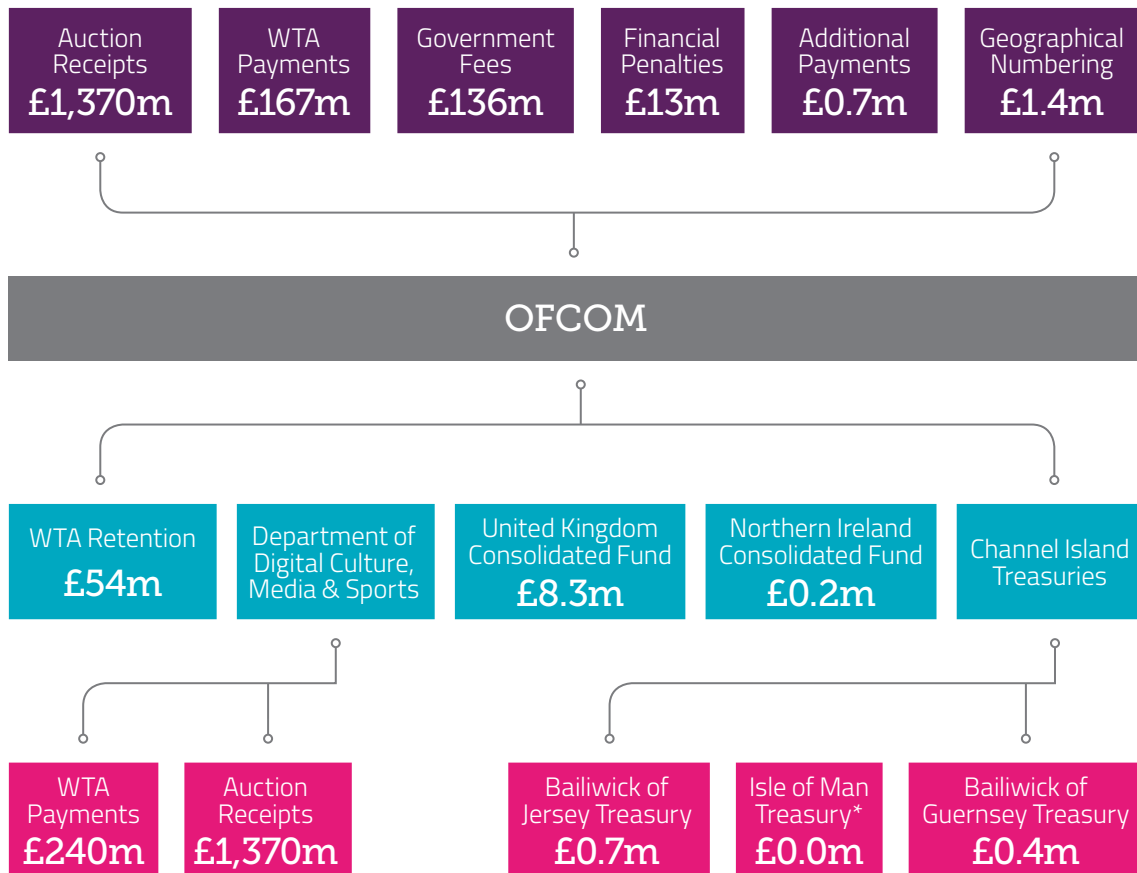 Auction
Receipts
£1,370m
WTA
Payments
£167m
Government
Fees
£136m
Financial
Penalties
£13m
Additional
Payments
£0.7m
Geographical
Numbering
£1.4m
OFCOM
WTA Retention
£54m
Department of
Digital Culture,
Media & Sports
United Kingdom
Consolidated Fund
£8.3m
Northern Ireland
Consolidated Fund
£0.2m
Channel Island
Treasuries
WTA
Payments
£240m
Auction
Receipts
£1,370m
Bailiwick of
Jersey Treasury
£0.7m
Isle of Man
Treasury*
£0.0m
Bailiwick of
Guernsey Treasury
£0.4m